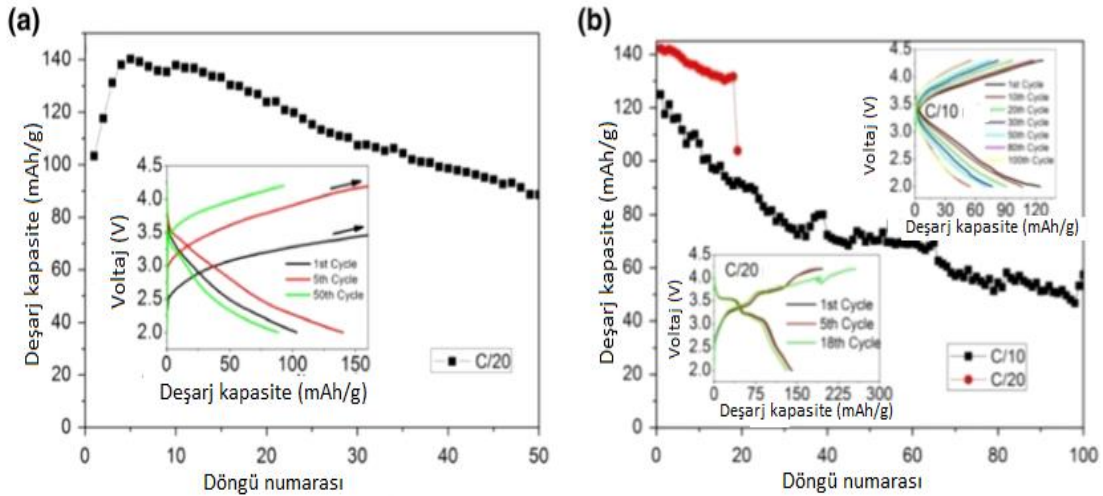 (a)
140
120
100
80
60
40
20
0
0 10 20 30 40 50
Deşarj kapasite (mAh/g)
Döngü numarası
C/20
4.5
4.0
3.5
3.0
2.5
2.0
0 50 100 150
Voltaj (V)
Deşarj kapasite (mAh/g)
1st Cycle
5th Cycle
50th Cycle
(b)
140
120
00
80
60
40
20
0
0 20 40 60 80 100
Deşarj kapasite (mAh/g)
Döngü numarası
C/10
C/20
4.5
4.0
3.5
3.0
2.5
2.0
0 30 60 90 120
Voltaj (V)
Deşarj kapasite (mAh/g)
C/10
1st Cycle
10th Cycle
20th Cycle
30th Cycle
50th Cycle
80th Cycle
100th Cycle
4.5
4.0
3.5
3.0
2.5
2.0
0 75 150 225 300
Voltaj (V)
Deşarj kapasite (mAh/g)
C/20
1st Cycle
5th Cycle
18th Cycle